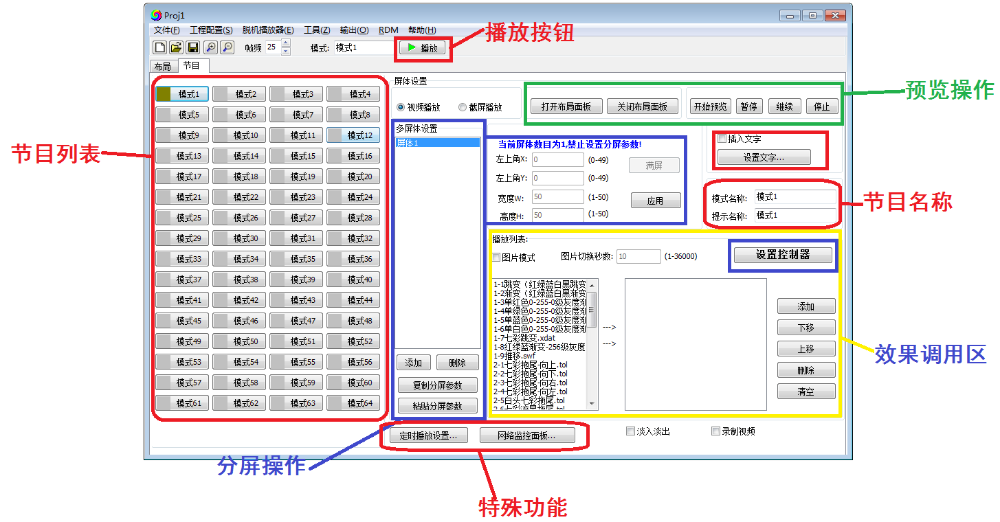 Proj1
文件(F) 工程配置(S) 脱机播放器(E) 工具(Z) 输出(O) RDM 帮助(H)
播放按钮
帧频 25 模式: 模式1 播放
布局 节目
节目列表
模式1 模式2 模式3 模式4
模式5 模式6 模式7 模式8
模式9 模式10 模式11 模式12
模式13 模式14 模式15 模式16
模式17 模式18 模式19 模式20
模式21 模式22 模式23 模式24
模式25 模式26 模式27 模式28
模式29 模式30 模式31 模式32
模式33 模式34 模式35 模式36
模式37 模式38 模式39 模式40
模式41 模式42 模式43 模式44
模式45 模式46 模式47 模式48
模式49 模式50 模式51 模式52
模式53 模式54 模式55 模式56
模式57 模式58 模式59 模式60
模式61 模式62 模式63 模式64
屏体设置
视频播放 截屏播放
打开布局面板 关闭布局面板 开始预览 暂停 继续 停止
预览操作
多屏体设置
屏体1
添加 删除
复制分屏参数
粘贴分屏参数
分屏操作
当前屏体数目为1,禁止设置分屏参数!
左上角X: 0 (0-49) 满屏
左上角Y: 0 (0-49)
宽度W: 50 (1-50) 应用
高度H: 50 (1-50)
插入文字
设置文字...
模式名称: 模式1
提示名称: 模式1
节目名称
播放列表:
图片模式 图片切换秒数: 10 (1-36000) 设置控制器
1-1跳变（红绿蓝白黑跳变
1-2渐变（红绿蓝白黑渐变
1-3单红色0-255-0级灰度渐
1-4单绿色0-255-0级灰度渐
1-5单蓝色0-255-0级灰度渐
1-6单白色0-255-0级灰度渐
1-7七彩跳变.xdat
1-8红绿蓝渐变-256级灰度
1-9推移.swf
2-1七彩拖尾-向上.tol
2-2七彩拖尾-向下.tol
2-3七彩拖尾-向右.tol
2-4七彩拖尾-向左.tol
2-5白头七彩拖尾.tol
2-6七彩流星拖尾.tol
--->
--->
添加
下移
上移
删除
清空
效果调用区
定时播放设置... 网络监控面板... 淡入淡出 录制视频
特殊功能